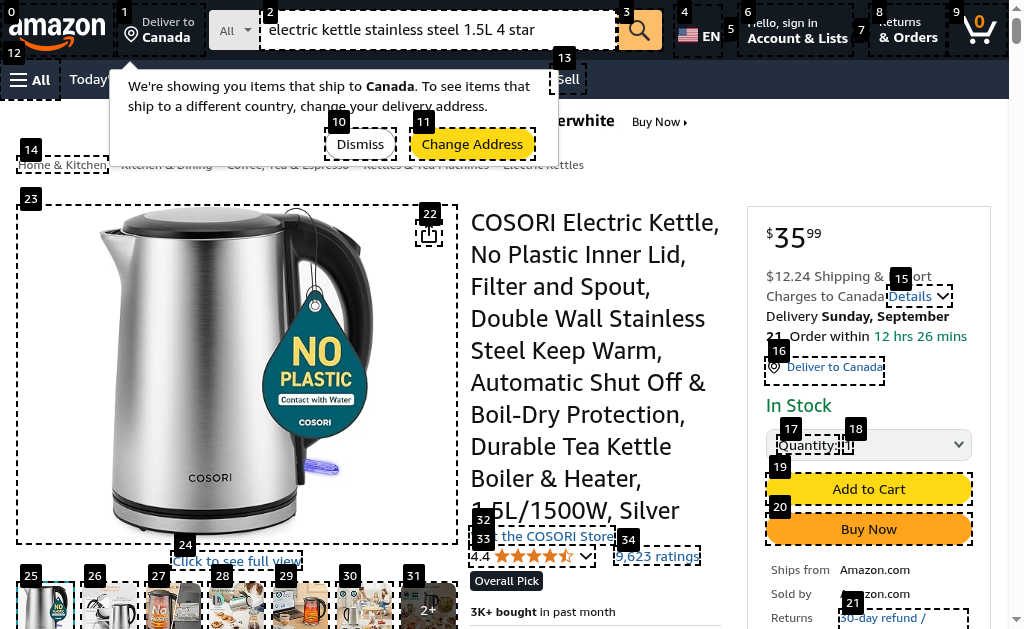 0
1
2
3
4
5
6
7
8
9
amazon
Deliver to
Canada
All
electric kettle stainless steel 1.5L 4 star
EN
Hello, sign in
Account & Lists
Returns
& Orders
0
12
All
Today'
13
Sell
We're showing you items that ship to Canada. To see items that
ship to a different country, change your delivery address.
10
Dismiss
11
Change Address
erwhite
Buy Now
14
Home & Kitchen
Kitchen & Dining
Coffee, Tea & Espresso
Kettles & Tea Machines
Electric Kettles
23
22
NO
PLASTIC
Contact with Water
COSORI
COSORI
24
Click to see full view
25
26
27
28
29
30
31
2+
COSORI Electric Kettle,
No Plastic Inner Lid,
Filter and Spout,
Double Wall Stainless
Steel Keep Warm,
Automatic Shut Off &
Boil-Dry Protection,
Durable Tea Kettle
Boiler & Heater,
1.5L/1500W, Silver
32
t the COSORI Store
33
4.4
34
9,623 ratings
Overall Pick
3K+ bought in past month
$35.99
$12.24 Shipping &
ort
15
Charges to Canada Details
Delivery Sunday, September
21. Order within 12 hrs 26 mins
16
Deliver to Canada
In Stock
17
18
Quantity: 1
19
Add to Cart
20
Buy Now
Ships from Amazon.com
Sold by Amazon.com
21
Returns 30-day refund /